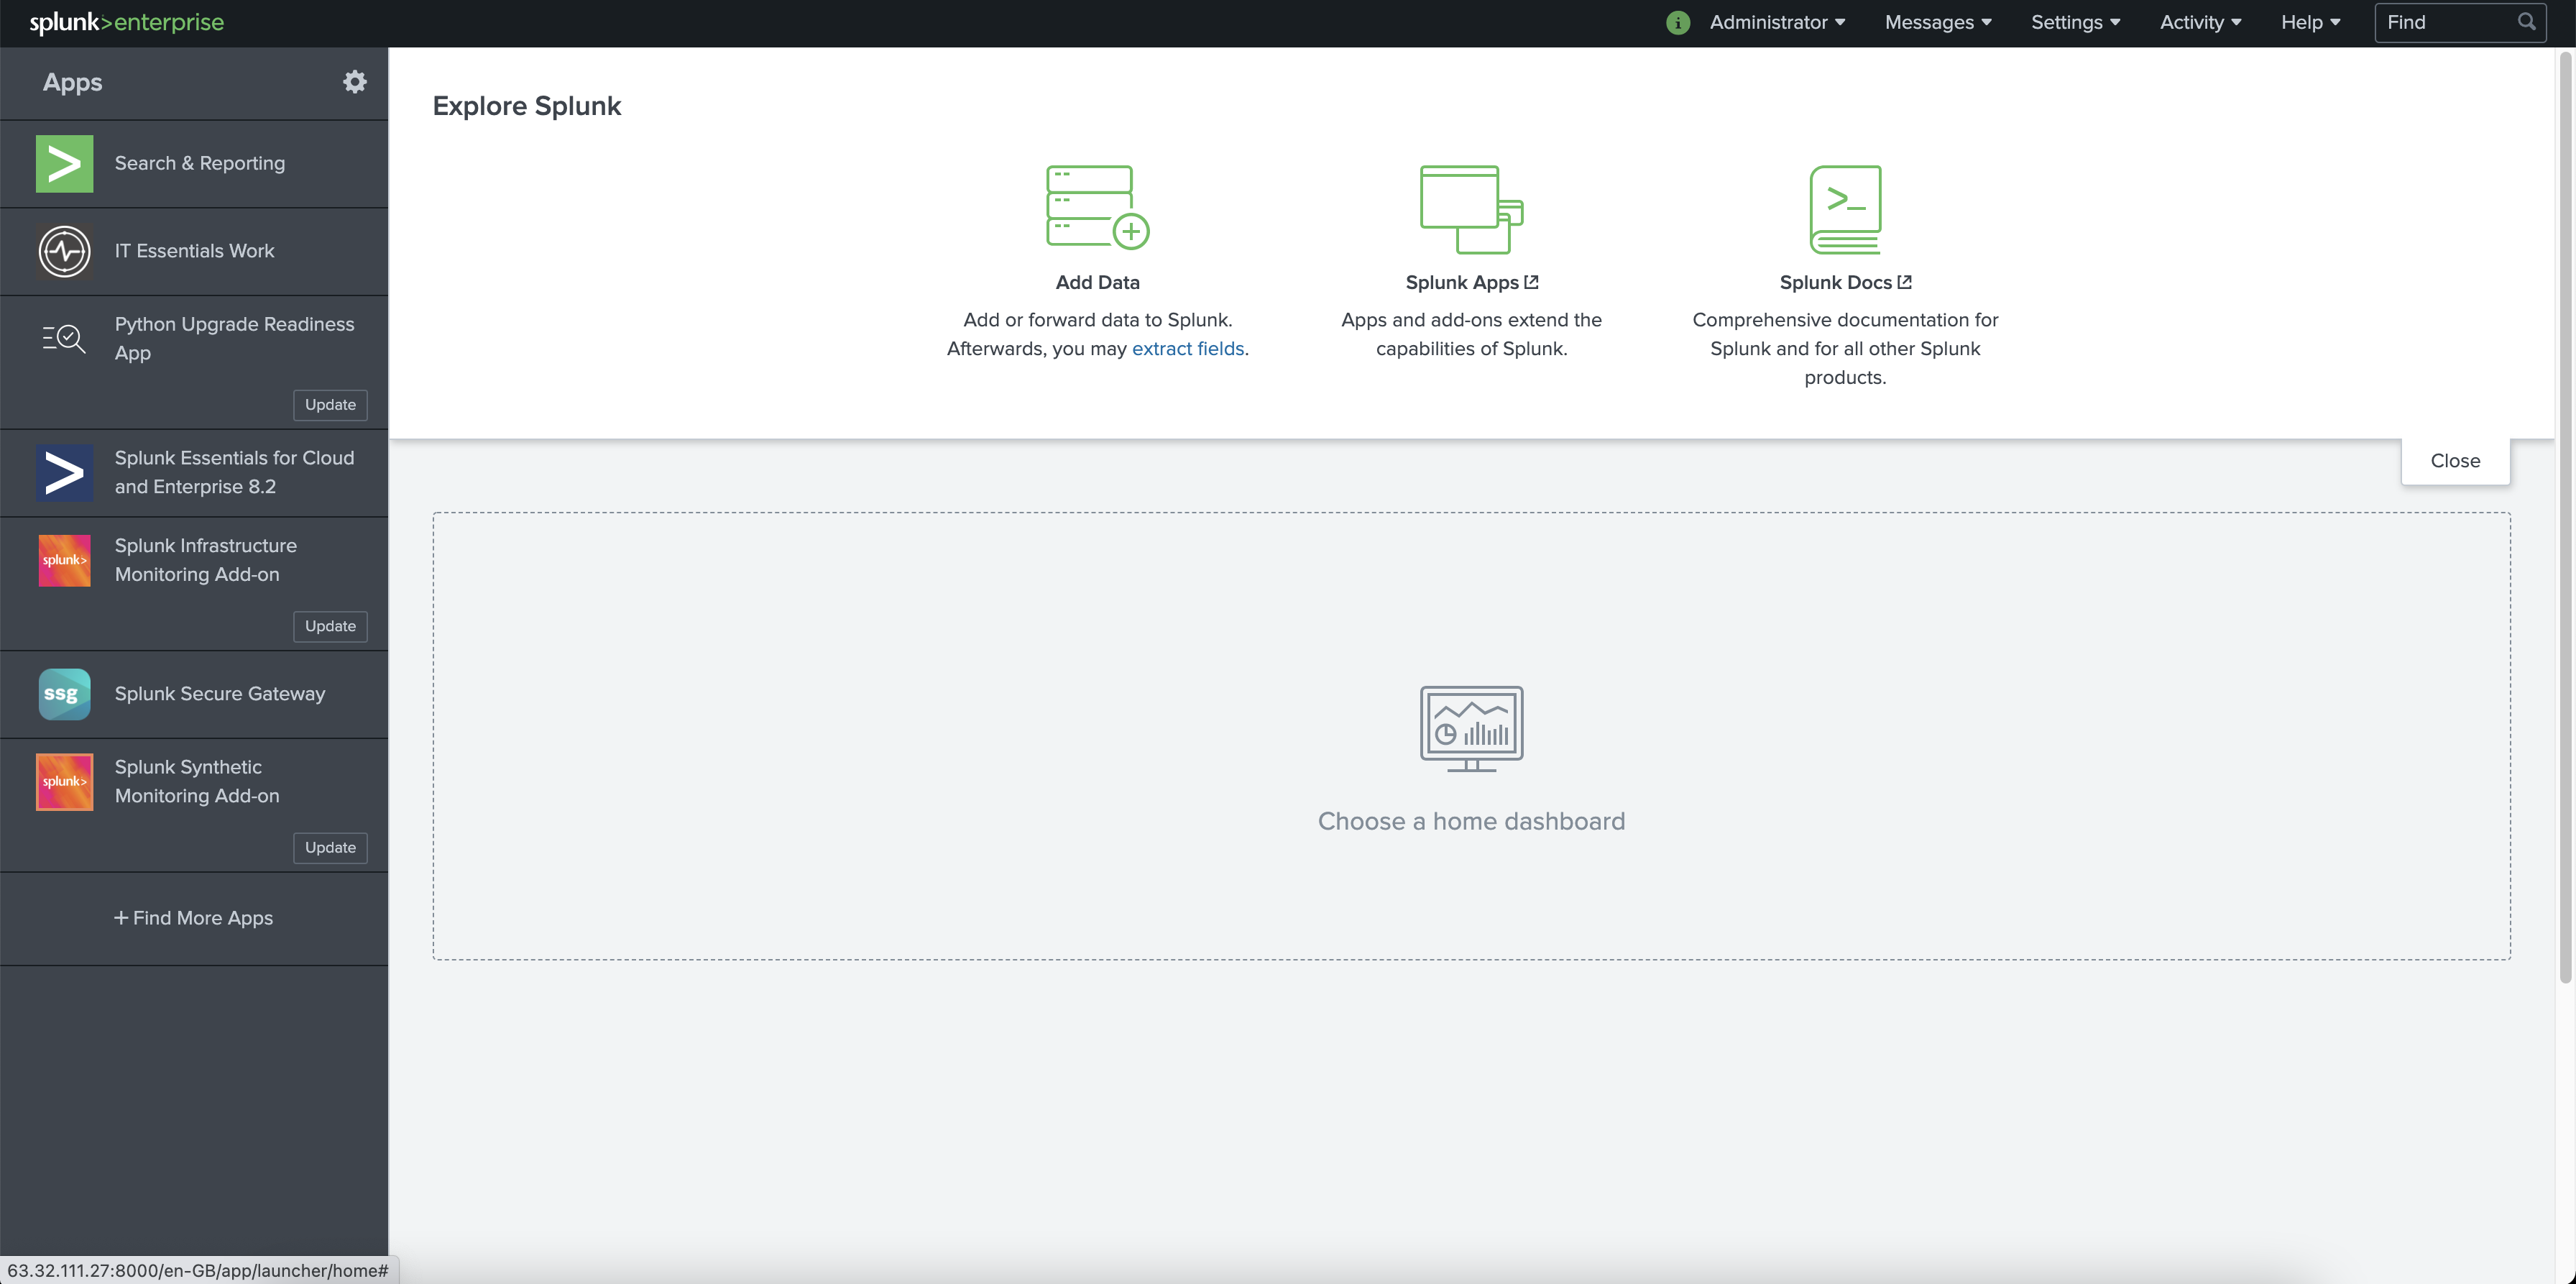 splunk>enterprise
i
Administrator
Messages
Settings
Activity
Help
Find
Apps
Search & Reporting
IT Essentials Work
Python Upgrade Readiness
App
Update
Splunk Essentials for Cloud
and Enterprise 8.2
splunk>
Splunk Infrastructure
Monitoring Add-on
Update
ssg
Splunk Secure Gateway
splunk>
Splunk Synthetic
Monitoring Add-on
Update
+ Find More Apps
Explore Splunk
Add Data
Add or forward data to Splunk.
Afterwards, you may extract fields.
Splunk Apps
Apps and add-ons extend the
capabilities of Splunk.
>_
Splunk Docs
Comprehensive documentation for
Splunk and for all other Splunk
products.
Close
Choose a home dashboard
63.32.111.27:8000/en-GB/app/launcher/home#